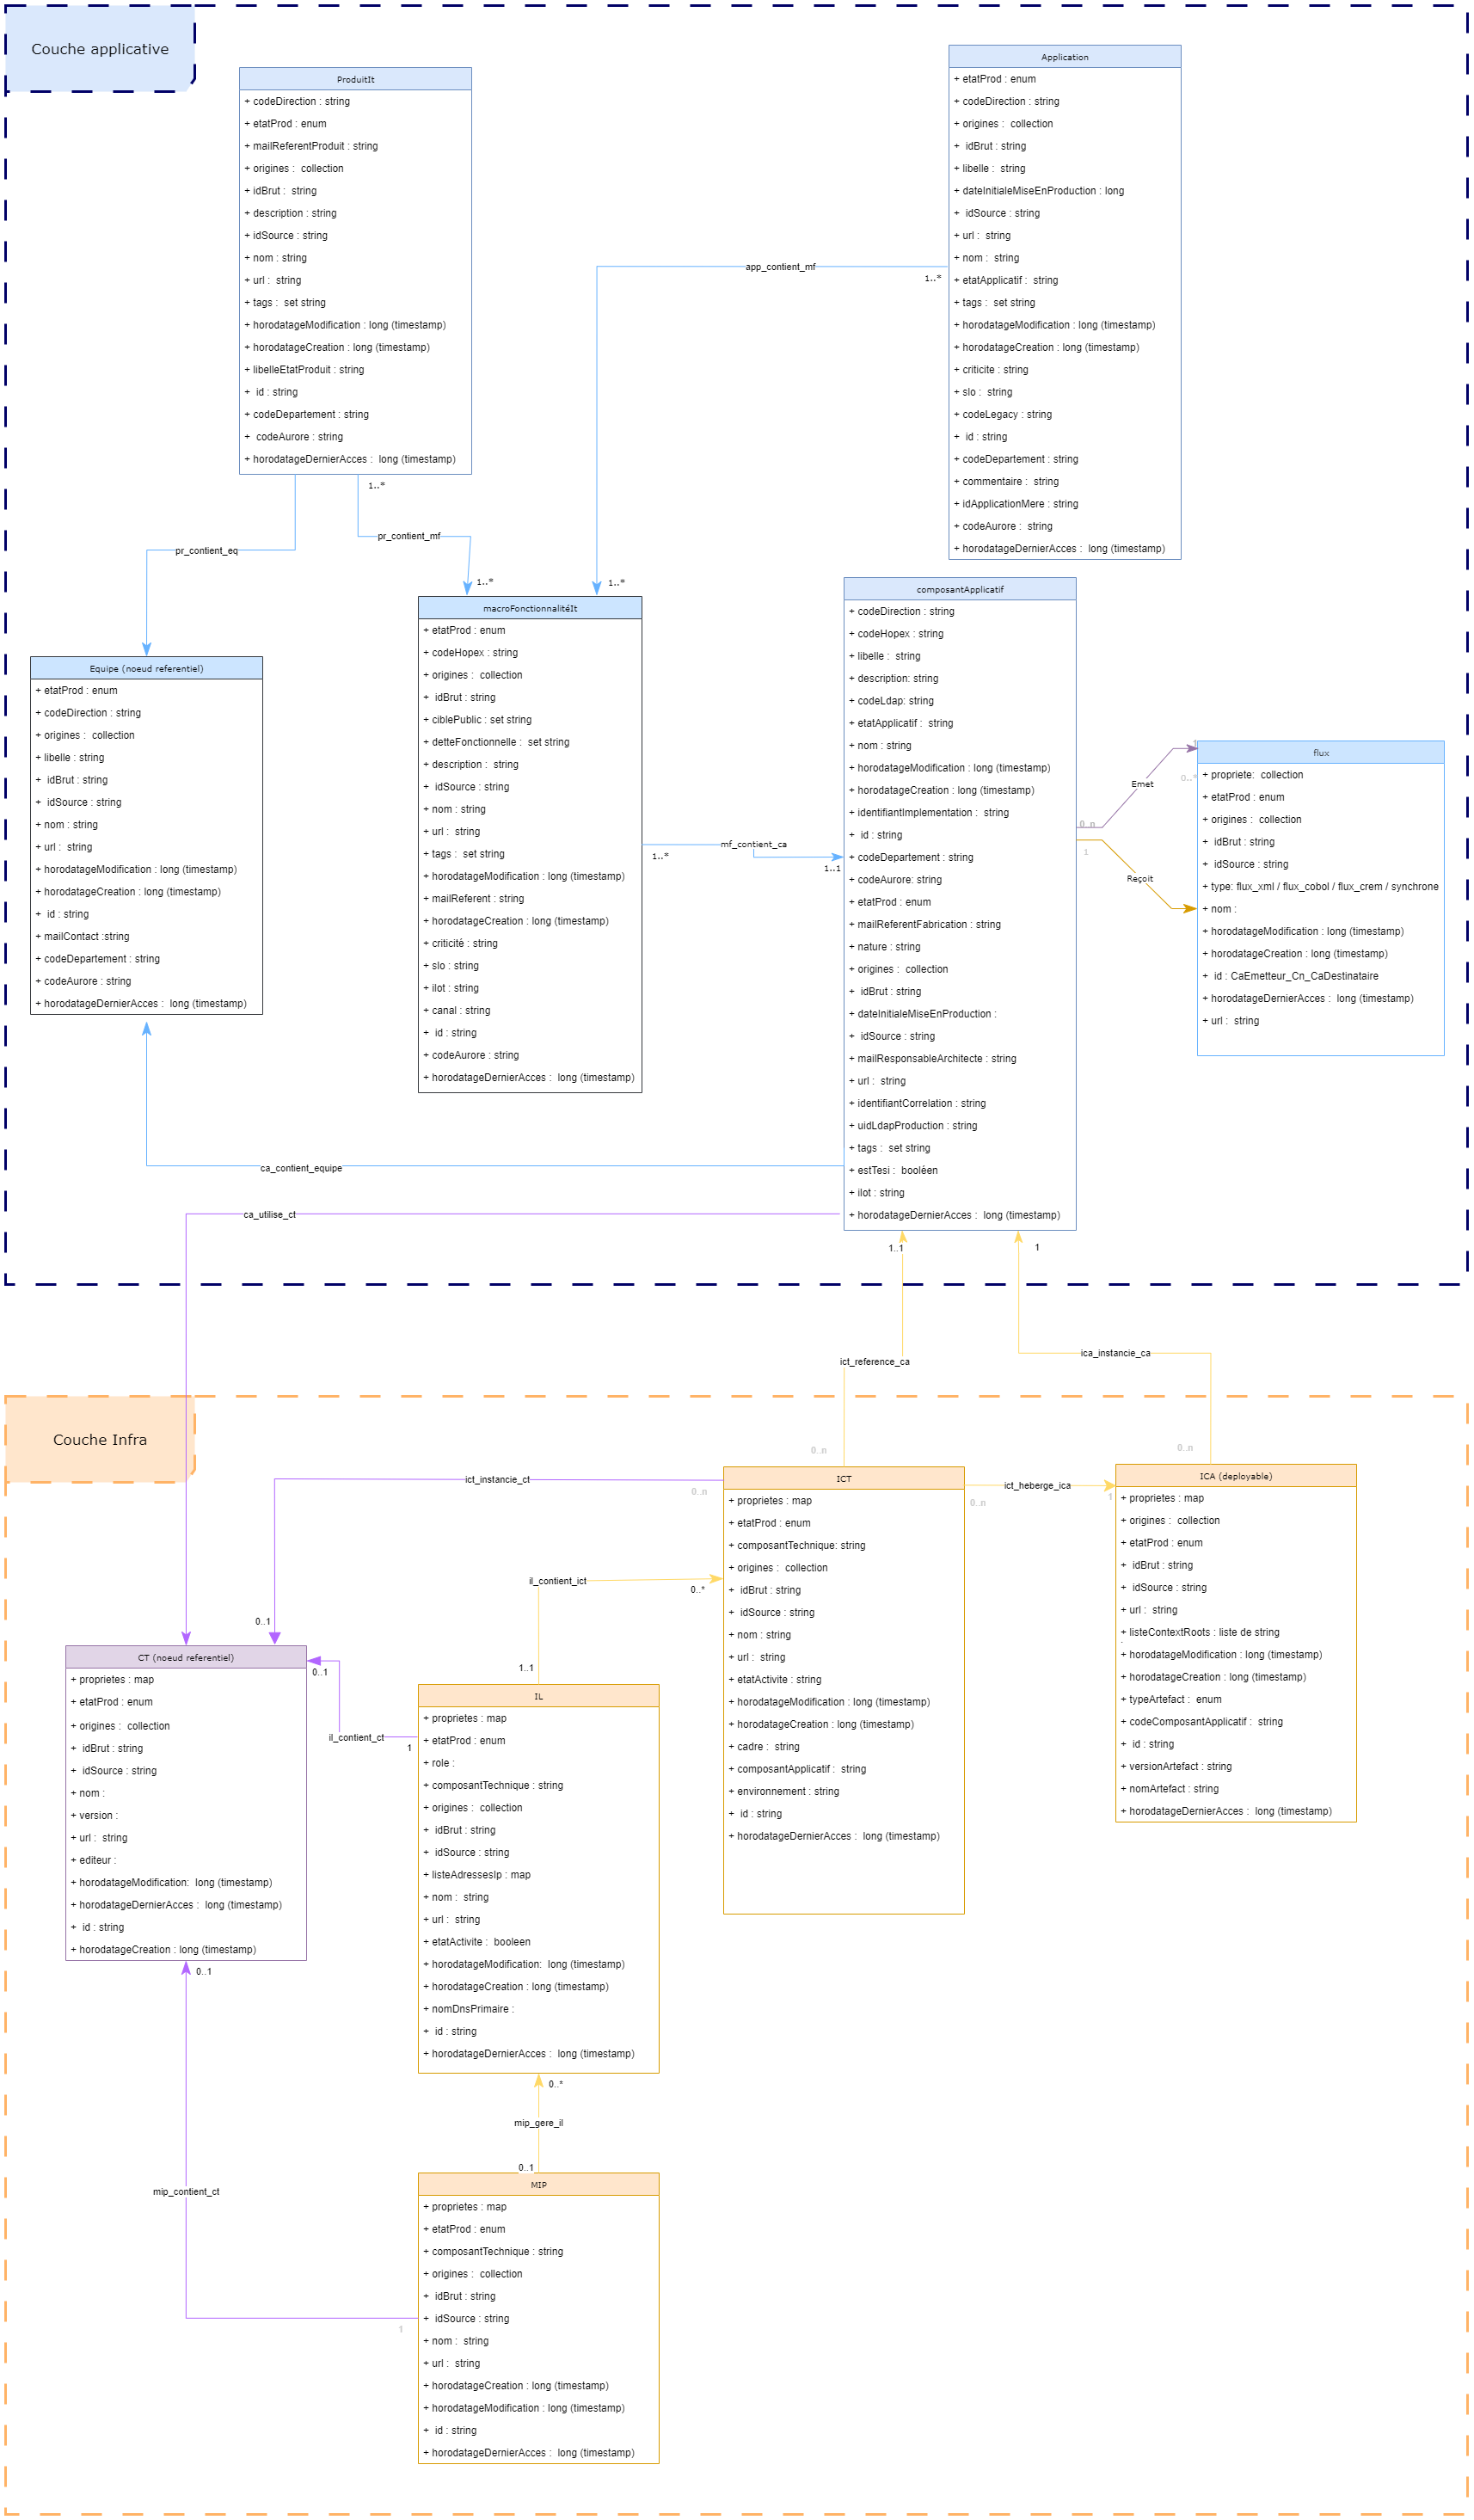 Couche applicative
ProduitIt
+ codeDirection : string
+ etatProd : enum
+ mailReferentProduit : string
+ origines :  collection
+ idBrut :  string
+ description : string
+ idSource : string
+ nom : string
+ url :  string
+ tags :  set string
+ horodatageModification : long (timestamp)
+ horodatageCreation : long (timestamp)
+ libelleEtatProduit : string
+  id : string
+ codeDepartement : string
+  codeAurore : string
+ horodatageDernierAcces :  long (timestamp)
Application
+ etatProd : enum
+ codeDirection : string
+ origines :  collection
+  idBrut : string
+ libelle :  string
+ dateInitialeMiseEnProduction : long
+  idSource : string
+ url :  string
+ nom :  string
+ etatApplicatif :  string
+ tags :  set string
+ horodatageModification : long (timestamp)
+ horodatageCreation : long (timestamp)
+ criticite : string
+ slo :  string
+ codeLegacy : string
+  id : string
+ codeDepartement : string
+ commentaire :  string
+ idApplicationMere : string
+ codeAurore :  string
+ horodatageDernierAcces :  long (timestamp)
app_contient_mf
1..*
1..*
1..*
pr_contient_mf
1..*
pr_contient_eq
Equipe (noeud referentiel)
+ etatProd : enum
+ codeDirection : string
+ origines :  collection
+ libelle : string
+  idBrut : string
+  idSource : string
+ nom : string
+ url :  string
+ horodatageModification : long (timestamp)
+ horodatageCreation : long (timestamp)
+  id : string
+ mailContact :string
+ codeDepartement : string
+ codeAurore : string
+ horodatageDernierAcces :  long (timestamp)
macroFonctionnalitéIt
+ etatProd : enum
+ codeHopex : string
+ origines :  collection
+  idBrut : string
+ ciblePublic : set string
+ detteFonctionnelle :  set string
+ description :  string
+  idSource : string
+ nom : string
+ url :  string
+ tags :  set string
+ horodatageModification : long (timestamp)
+ mailReferent : string
+ horodatageCreation : long (timestamp)
+ criticité : string
+ slo : string
+ ilot : string
+ canal : string
+  id : string
+ codeAurore : string
+ horodatageDernierAcces :  long (timestamp)
mf_contient_ca
1..*
1..1
composantApplicatif
+ codeDirection : string
+ codeHopex : string
+ libelle :  string
+ description: string
+ codeLdap: string
+ etatApplicatif :  string
+ nom : string
+ horodatageModification : long (timestamp)
+ horodatageCreation : long (timestamp)
+ identifiantImplementation :  string
+  id : string
+ codeDepartement : string
+ codeAurore: string
+ etatProd : enum
+ mailReferentFabrication : string
+ nature : string
+ origines :  collection
+  idBrut : string
+ dateInitialeMiseEnProduction :
+  idSource : string
+ mailResponsableArchitecte : string
+ url :  string
+ identifiantCorrelation : string
+ uidLdapProduction : string
+ tags :  set string
+ estTesi :  booléen
+ ilot : string
+ horodatageDernierAcces :  long (timestamp)
1
0..*
Emet
0..n
1
Reçoit
flux
+ propriete:  collection
+ etatProd : enum
+ origines :  collection
+  idBrut : string
+  idSource : string
+ type: flux_xml / flux_cobol / flux_crem / synchrone
+ nom :
+ horodatageModification : long (timestamp)
+ horodatageCreation : long (timestamp)
+  id : CaEmetteur_Cn_CaDestinataire
+ horodatageDernierAcces :  long (timestamp)
+ url :  string
ca_contient_equipe
ca_utilise_ct
1..1
1
ict_reference_ca
ica_instancie_ca
Couche Infra
0..n
0..n
ict_instancie_ct
0..n
ict_heberge_ica
0..n
1
ICT
+ proprietes : map
+ etatProd : enum
+ composantTechnique: string
+ origines :  collection
+  idBrut : string
+  idSource : string
+ nom : string
+ url :  string
+ etatActivite : string
+ horodatageModification : long (timestamp)
+ horodatageCreation : long (timestamp)
+ cadre :  string
+ composantApplicatif :  string
+ environnement : string
+  id : string
+ horodatageDernierAcces :  long (timestamp)
ICA (deployable)
+ proprietes : map
+ origines :  collection
+ etatProd : enum
+  idBrut : string
+  idSource : string
+ url :  string
+ listeContextRoots : liste de string
+ horodatageModification : long (timestamp)
+ horodatageCreation : long (timestamp)
+ typeArtefact :  enum
+ codeComposantApplicatif :  string
+  id : string
+ versionArtefact : string
+ nomArtefact : string
+ horodatageDernierAcces :  long (timestamp)
il_contient_ict
0..*
0..1
1..1
0..1
il_contient_ct
1
CT (noeud referentiel)
+ proprietes : map
+ etatProd : enum
+ origines :  collection
+  idBrut : string
+  idSource : string
+ nom :
+ version :
+ url :  string
+ editeur :
+ horodatageModification:  long (timestamp)
+ horodatageDernierAcces :  long (timestamp)
+  id : string
+ horodatageCreation : long (timestamp)
0..1
IL
+ proprietes : map
+ etatProd : enum
+ role :
+ composantTechnique : string
+ origines :  collection
+  idBrut : string
+  idSource : string
+ listeAdressesIp : map
+ nom :  string
+ url :  string
+ etatActivite :  booleen
+ horodatageModification:  long (timestamp)
+ horodatageCreation : long (timestamp)
+ nomDnsPrimaire :
+  id : string
+ horodatageDernierAcces :  long (timestamp)
0..*
mip_gere_il
0..1
mip_contient_ct
1
MIP
+ proprietes : map
+ etatProd : enum
+ composantTechnique : string
+ origines :  collection
+  idBrut : string
+  idSource : string
+ nom :  string
+ url :  string
+ horodatageCreation : long (timestamp)
+ horodatageModification : long (timestamp)
+  id : string
+ horodatageDernierAcces :  long (timestamp)